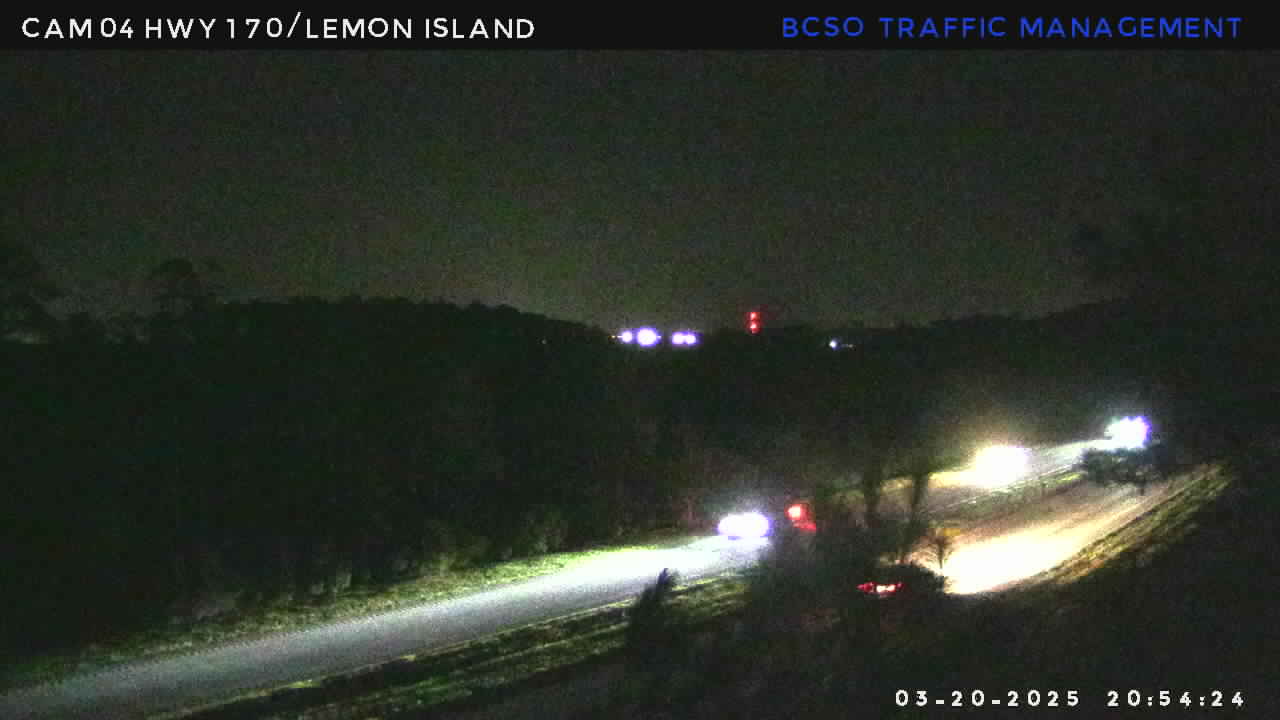 CAM04 HWY 170/LEMON ISLAND
BCSO TRAFFIC MANAGEMENT
03-20-2025 20:54:24